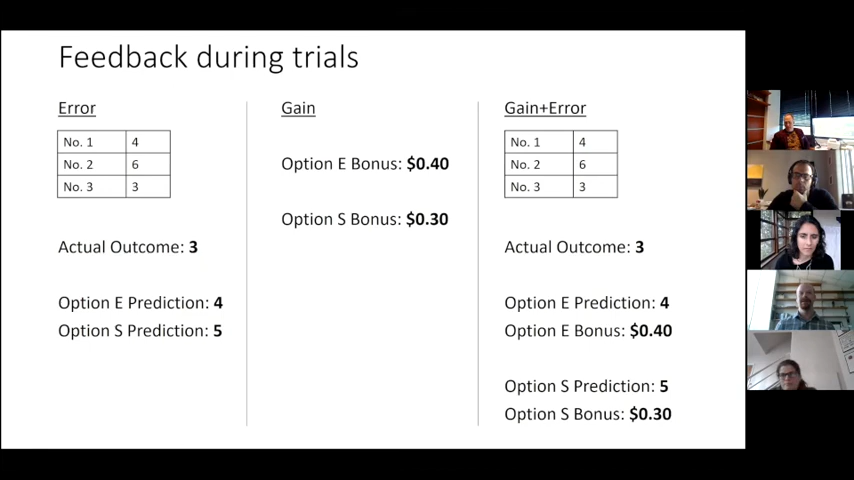 Feedback during trials
Error
No. 1 4
No. 2 6
No. 3 3
Actual Outcome: 3
Option E Prediction: 4
Option S Prediction: 5
Gain
Option E Bonus: $0.40
Option S Bonus: $0.30
Gain+Error
No. 1 4
No. 2 6
No. 3 3
Actual Outcome: 3
Option E Prediction: 4
Option E Bonus: $0.40
Option S Prediction: 5
Option S Bonus: $0.30